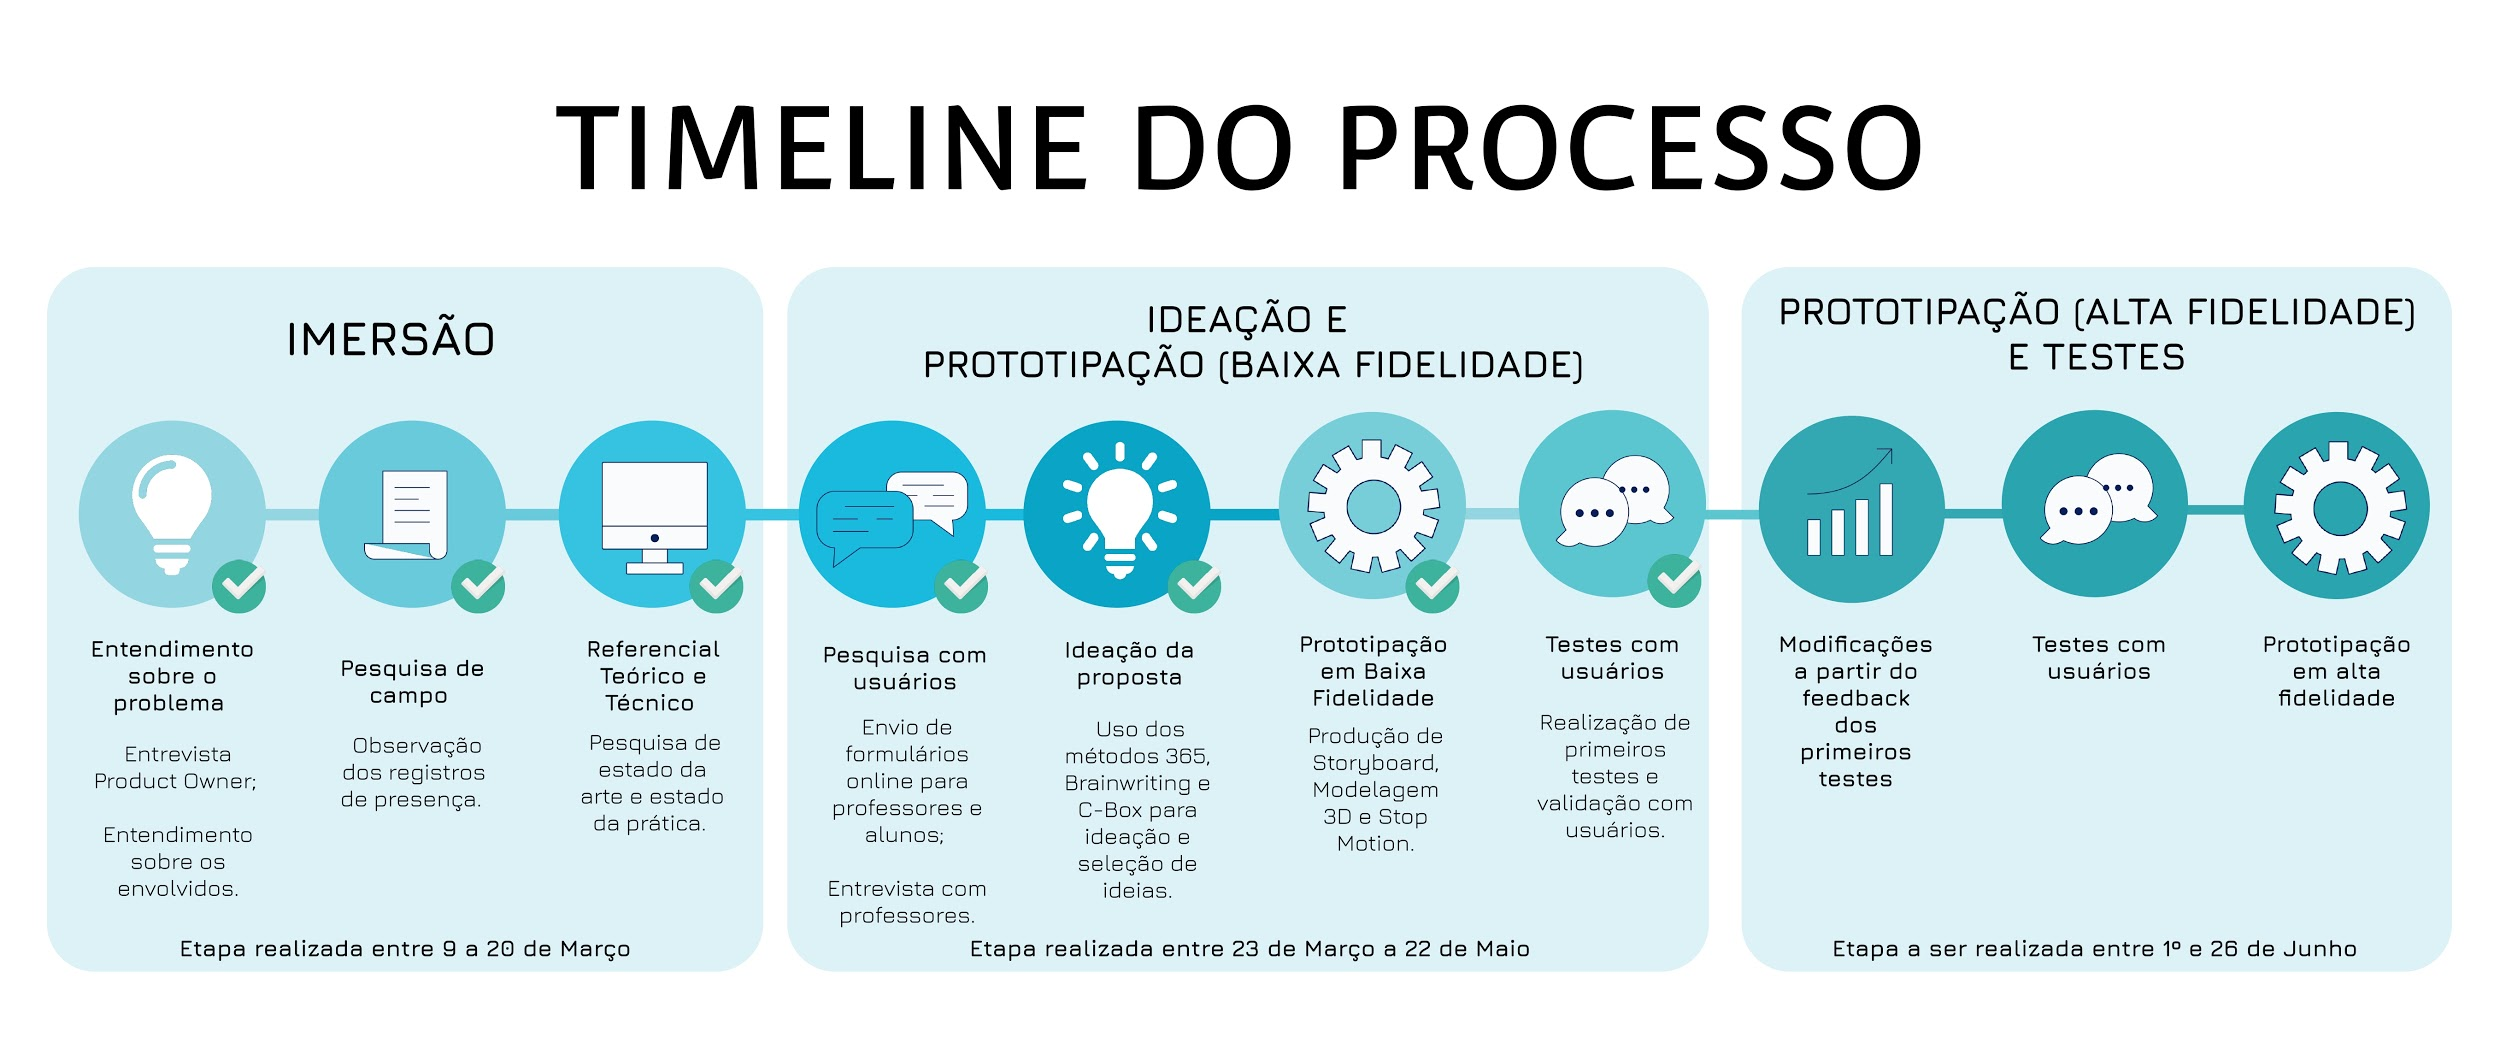 TIMELINE DO PROCESSO
IMERSÃO
Entendimento
sobre o
problema
Entrevista
Product Owner;
Entendimento
sobre os
envolvidos.
Pesquisa de
campo
Observação
dos registros
de presença.
Referencial
Teórico e
Técnico
Pesquisa de
estado da
arte e estado
da prática.
Etapa realizada entre 9 a 20 de Março
IDEAÇÃO E
PROTOTIPAÇÃO (BAIXA FIDELIDADE)
Pesquisa com
usuários
Envio de
formulários
online para
professores e
alunos;
Entrevista com
professores.
Ideação da
proposta
Uso dos
métodos 365,
Brainwriting e
C-Box para
ideação e
seleção de
ideias.
Prototipação
em Baixa
Fidelidade
Produção de
Storyboard,
Modelagem
3D e Stop
Motion.
Testes com
usuários
Realização de
primeiros
testes e
validação com
usuários.
Etapa realizada entre 23 de Março a 22 de Maio
PROTOTIPAÇÃO (ALTA FIDELIDADE)
E TESTES
Modificações
a partir do
feedback
dos
primeiros
testes
Testes com
usuários
Prototipação
em alta
fidelidade
Etapa a ser realizada entre 1º e 26 de Junho